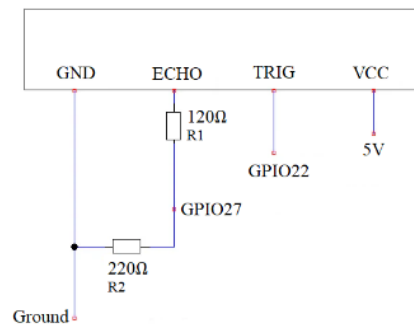 GND ECHO TRIG VCC
120Ω
R1
5V
GPIO22
GPIO27
220Ω
R2
Ground